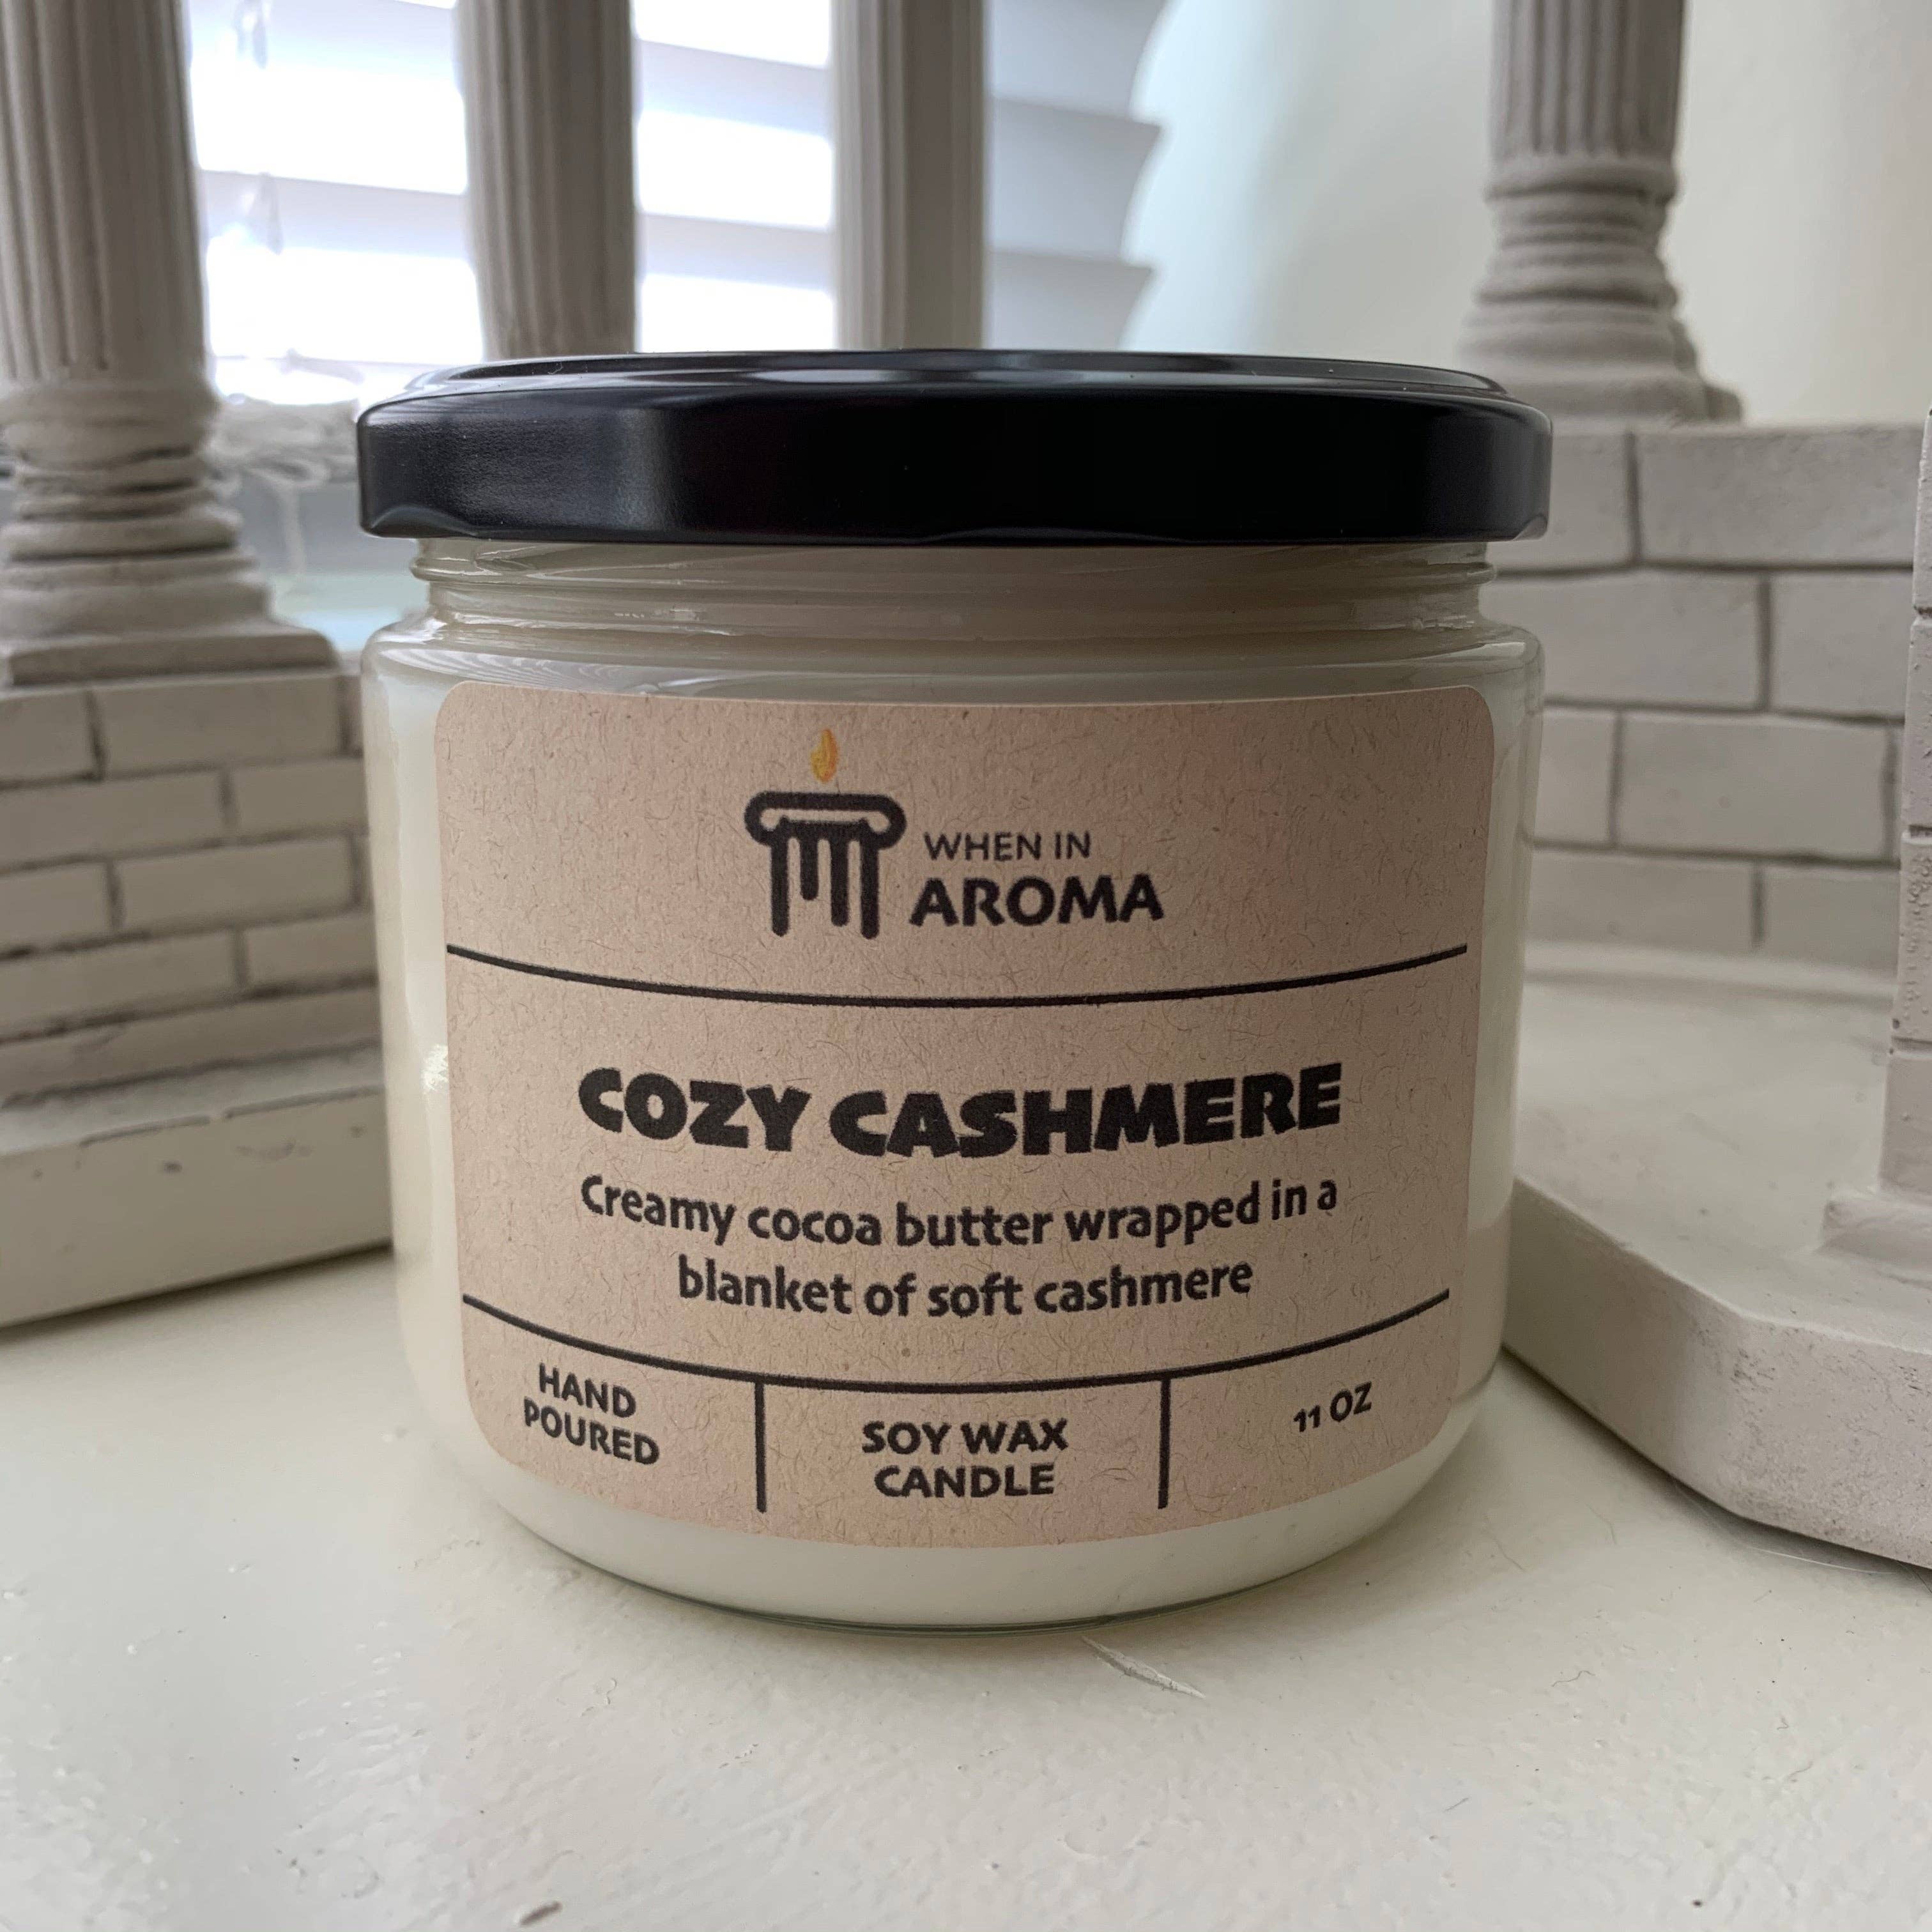 WHEN IN
AROMA
COZY CASHMERE
Creamy cocoa butter wrapped in a
blanket of soft cashmere
HAND
POURED
SOY WAX
CANDLE
11 OZ